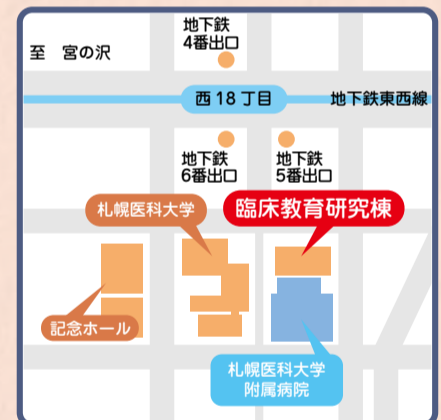 地下鉄
4番出口
至 宮の沢
西18丁目
地下鉄東西線
地下鉄
6番出口
地下鉄
5番出口
札幌医科大学
臨床教育研究棟
記念ホール
札幌医科大学
附属病院